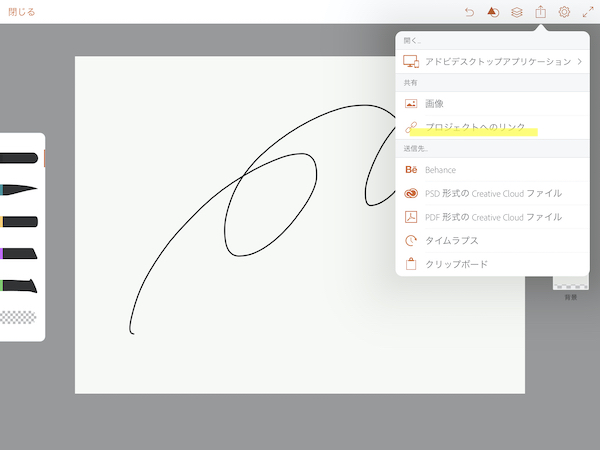 閉じる
開く..
アドビデスクトップアプリケーション
共有
画像
プロジェクトへのリンク
送信先..
Bē Behance
PSD 形式の Creative Cloud ファイル
PDF 形式の Creative Cloud ファイル
タイムラプス
クリップボード
背景